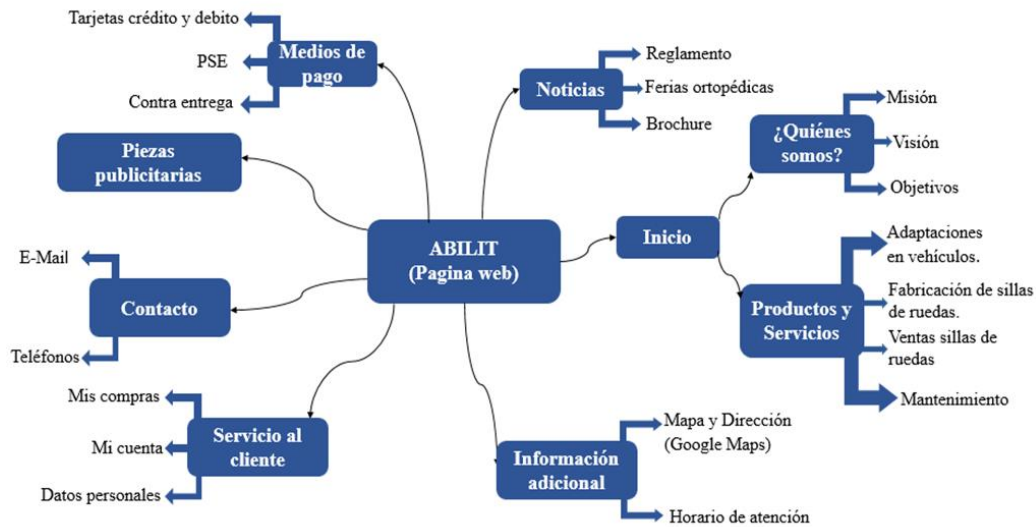 Tarjetas crédito y debito
PSE
Contra entrega
Medios de
pago
Piezas
publicitarias
E-Mail
Teléfonos
Contacto
Mis compras
Mi cuenta
Datos personales
Servicio al
cliente
ABILIT
(Pagina web)
Noticias
Reglamento
Ferias ortopédicas
Brochure
Inicio
¿Quiénes
somos?
Misión
Visión
Objetivos
Productos y
Servicios
Adaptaciones
en vehículos.
Fabricación de sillas
de ruedas.
Ventas sillas de
ruedas
Mantenimiento
Información
adicional
Mapa y Dirección
(Google Maps)
Horario de atención